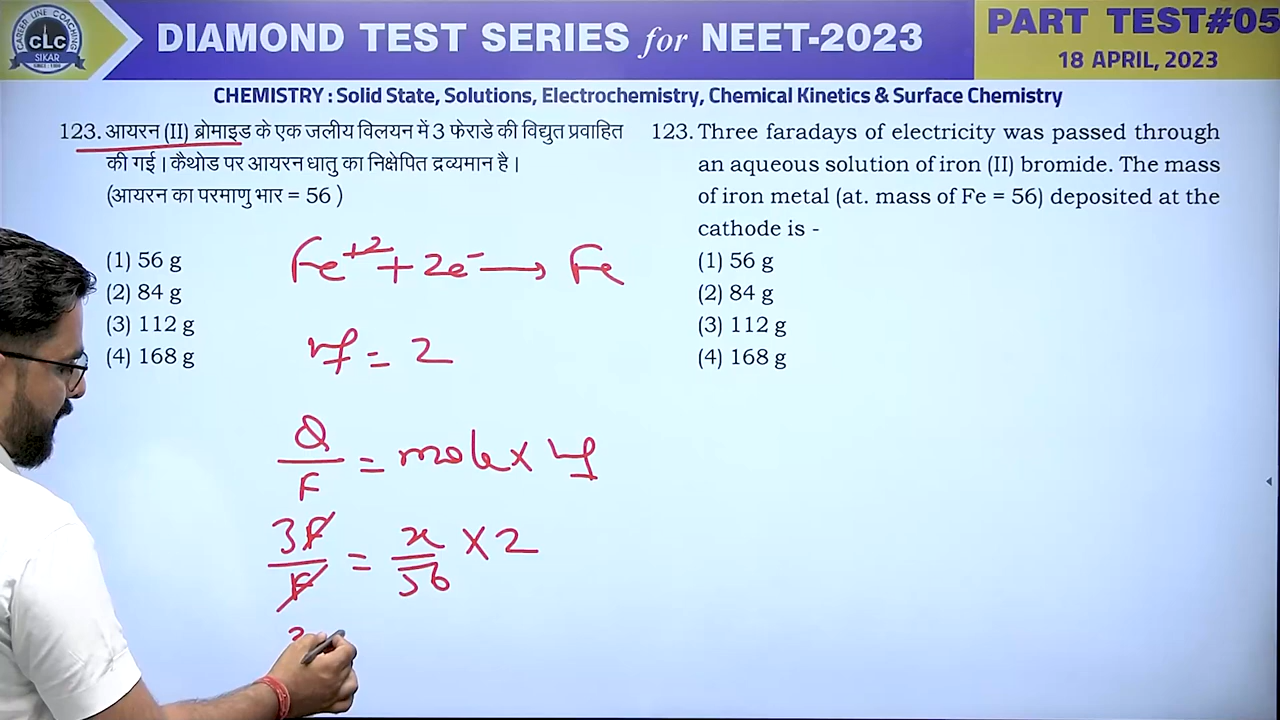 CAREER LINE COACHING
CLC
SIKAR
DIAMOND TEST SERIES for NEET-2023
PART TEST#05
18 APRIL, 2023
CHEMISTRY : Solid State, Solutions, Electrochemistry, Chemical Kinetics & Surface Chemistry
123. आयरन (II) ब्रोमाइड के एक जलीय विलयन में 3 फेराडे की विद्युत प्रवाहित
की गई। कैथोड पर आयरन धातु का निक्षेपित द्रव्यमान है।
(आयरन का परमाणु भार = 56 )
(1) 56 g
(2) 84 g
(3) 112 g
(4) 168 g
Fe+2 + 2e- → Fe
vf = 2
Q/F = mole × vf
3F/F = x/56 × 2
123. Three faradays of electricity was passed through
an aqueous solution of iron (II) bromide. The mass
of iron metal (at. mass of Fe = 56) deposited at the
cathode is -
(1) 56 g
(2) 84 g
(3) 112 g
(4) 168 g